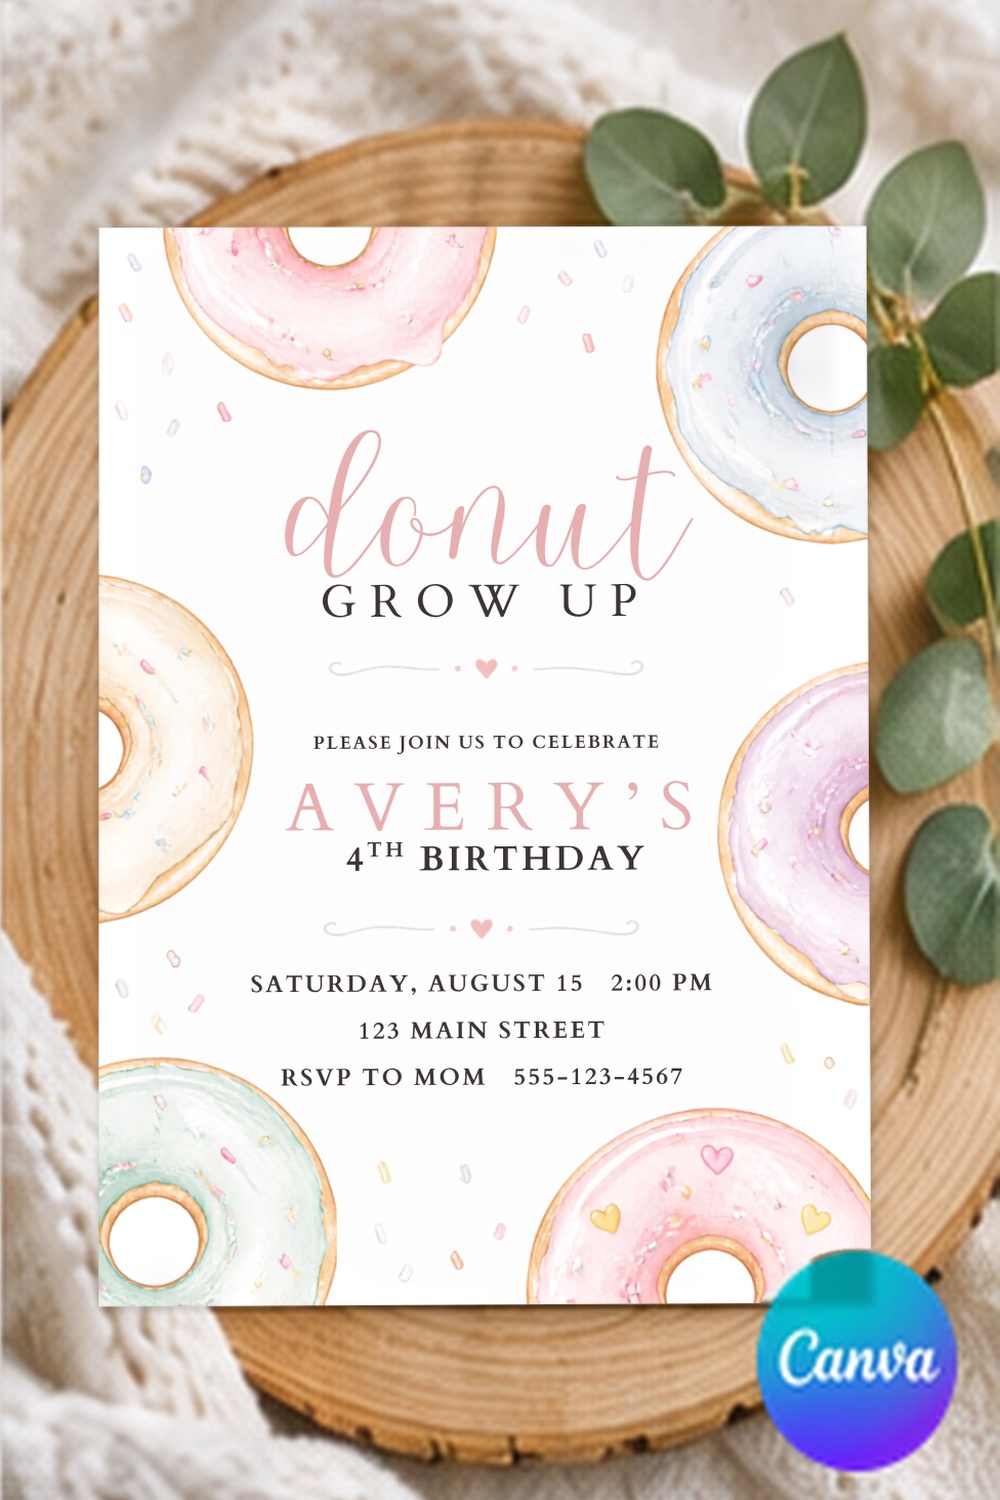 donut
GROW UP
PLEASE JOIN US TO CELEBRATE
AVERY'S
4TH BIRTHDAY
SATURDAY, AUGUST 15 2:00 PM
123 MAIN STREET
RSVP TO MOM 555-123-4567
Canva